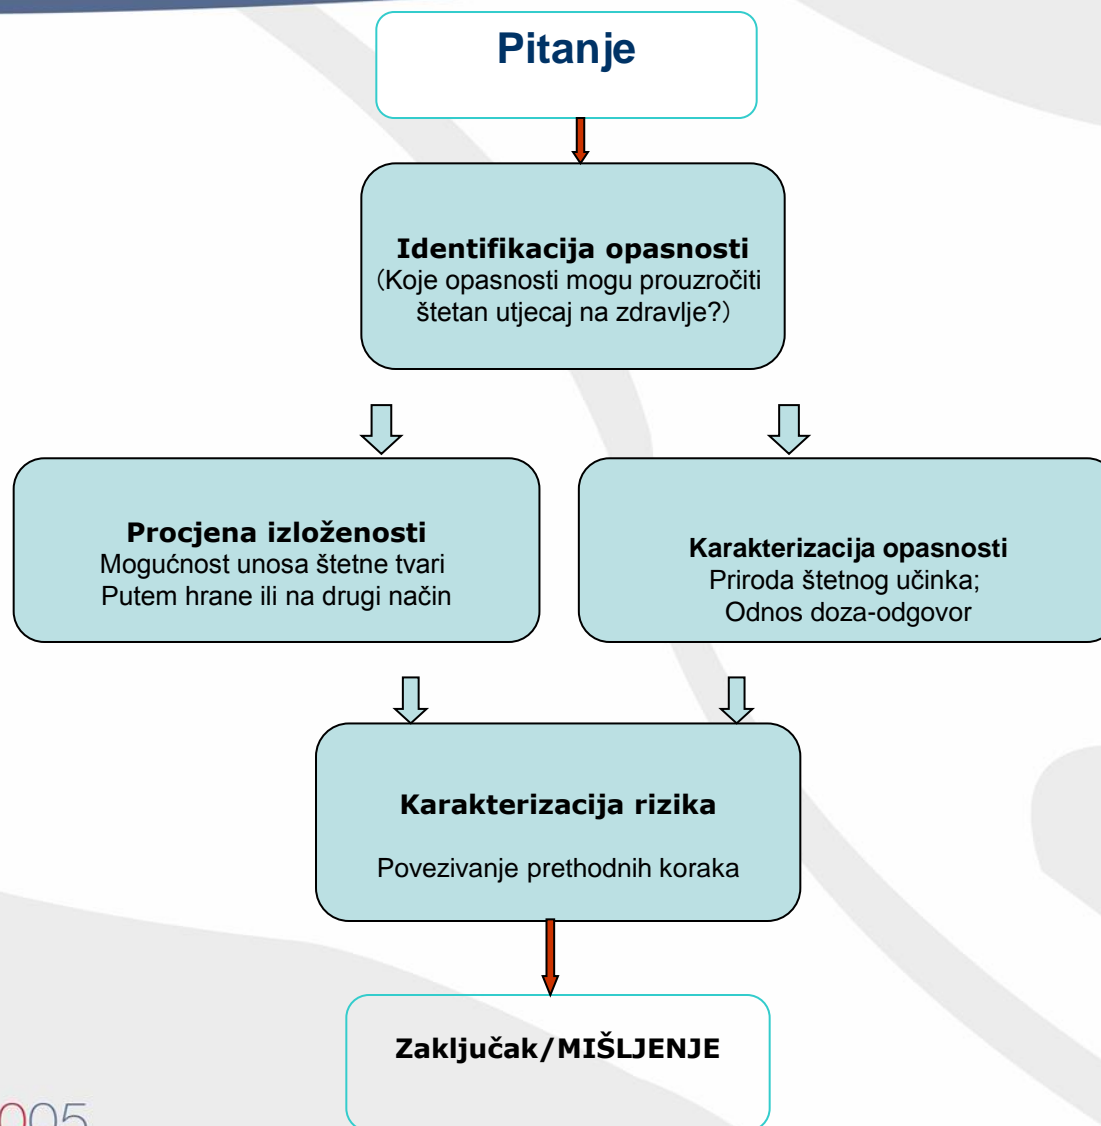 Pitanje
Identifikacija opasnosti
(Koje opasnosti mogu prouzročiti
štetan utjecaj na zdravlje?)
Procjena izloženosti
Mogućnost unosa štetne tvari
Putem hrane ili na drugi način
Karakterizacija opasnosti
Priroda štetnog učinka;
Odnos doza-odgovor
Karakterizacija rizika
Povezivanje prethodnih koraka
Zaključak/MIŠLJENJE